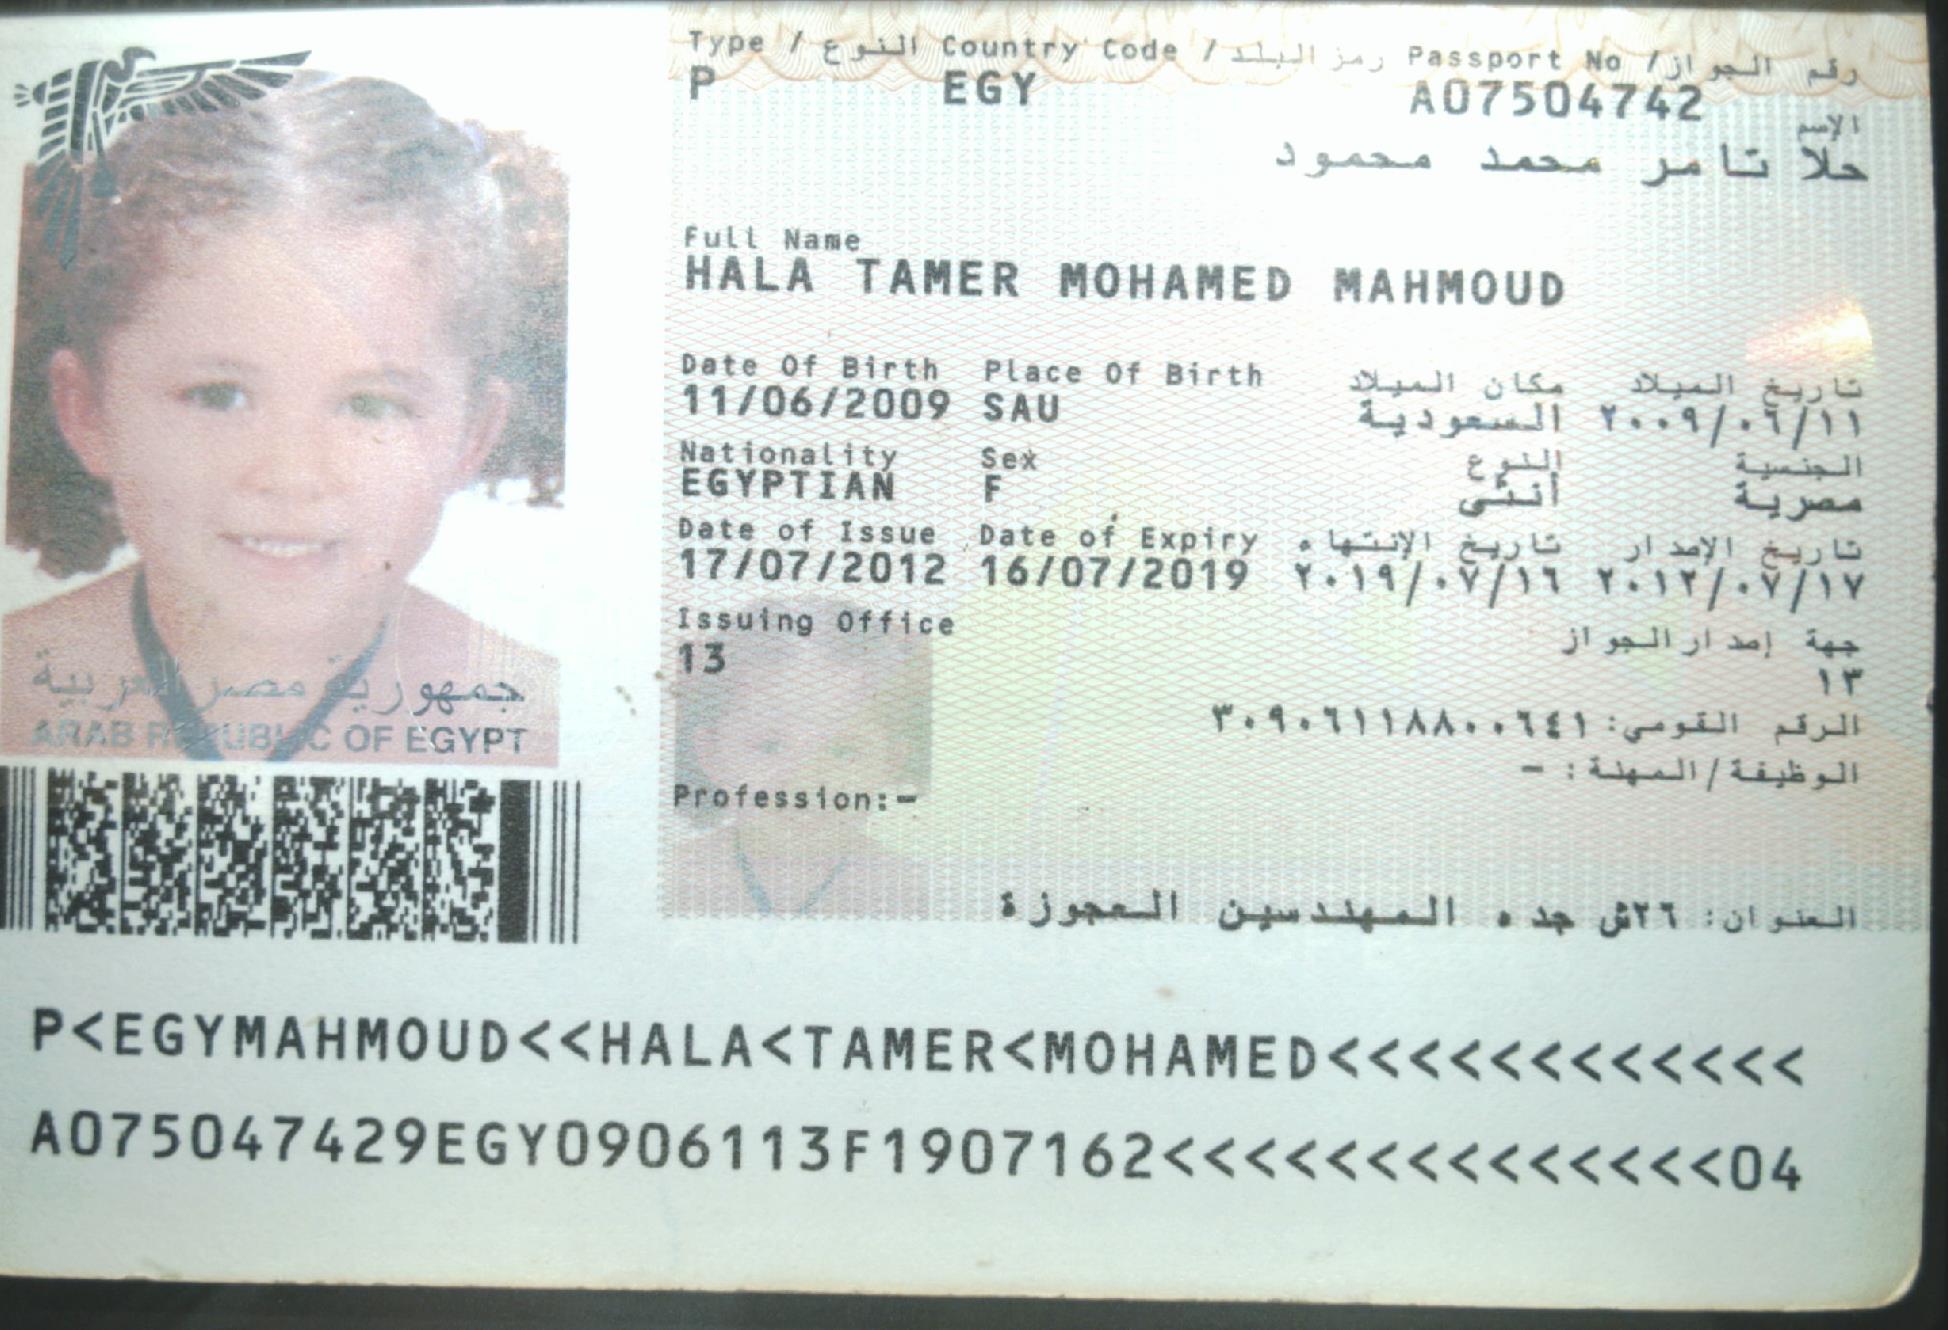 Type / النوع Country Code / رمز البلد Passport No / رقم الجواز
P EGY A07504742
الإسم
حلا تامر محمد محمود
Full Name
HALA TAMER MOHAMED MAHMOUD
Date Of Birth Place Of Birth مكان الميلاد تاريخ الميلاد
11/06/2009 SAU السعودية ٢٠٠٩/٠٦/١١
Nationality Sex النوع الجنسية
EGYPTIAN F أنثى مصرية
Date of Issue Date of Expiry تاريخ الإنتهاء تاريخ الإصدار
17/07/2012 16/07/2019 ٢٠١٩/٠٧/١٦ ٢٠١٢/٠٧/١٧
Issuing Office جهة إصدار الجواز
13 ١٣
الرقم القومي: ٣٠٩٠٦١١٨٨٠٠٦٤١
الوظيفة/المهنة: -
Profession:-
العنوان: ٢٦ش جده المهندسين العجوزة
جمهورية مصر العربية
ARAB REPUBLIC OF EGYPT
P<EGYMAHMOUD<<HALA<TAMER<MOHAMED<<<<<<<<<<<<
A075047429EGY0906113F1907162<<<<<<<<<<<<<<04